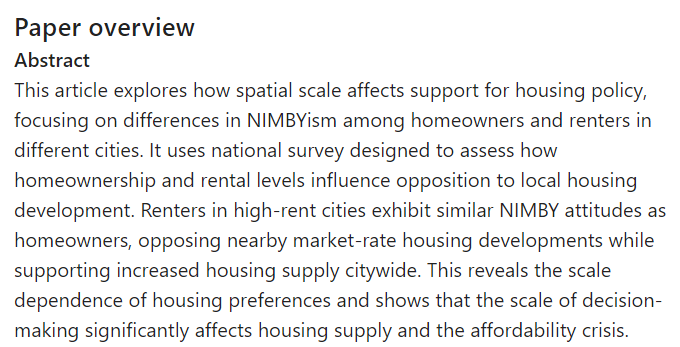 Paper overview
Abstract
This article explores how spatial scale affects support for housing policy,
focusing on differences in NIMBYism among homeowners and renters in
different cities. It uses national survey designed to assess how
homeownership and rental levels influence opposition to local housing
development. Renters in high-rent cities exhibit similar NIMBY attitudes as
homeowners, opposing nearby market-rate housing developments while
supporting increased housing supply citywide. This reveals the scale
dependence of housing preferences and shows that the scale of decision-
making significantly affects housing supply and the affordability crisis.